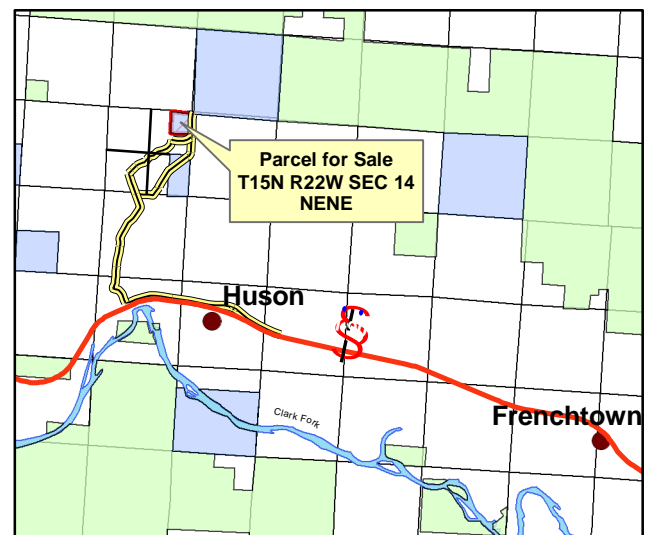 Parcel for Sale
T15N R22W SEC 14
NENE
Huson
Clark Fork
Frenchtown